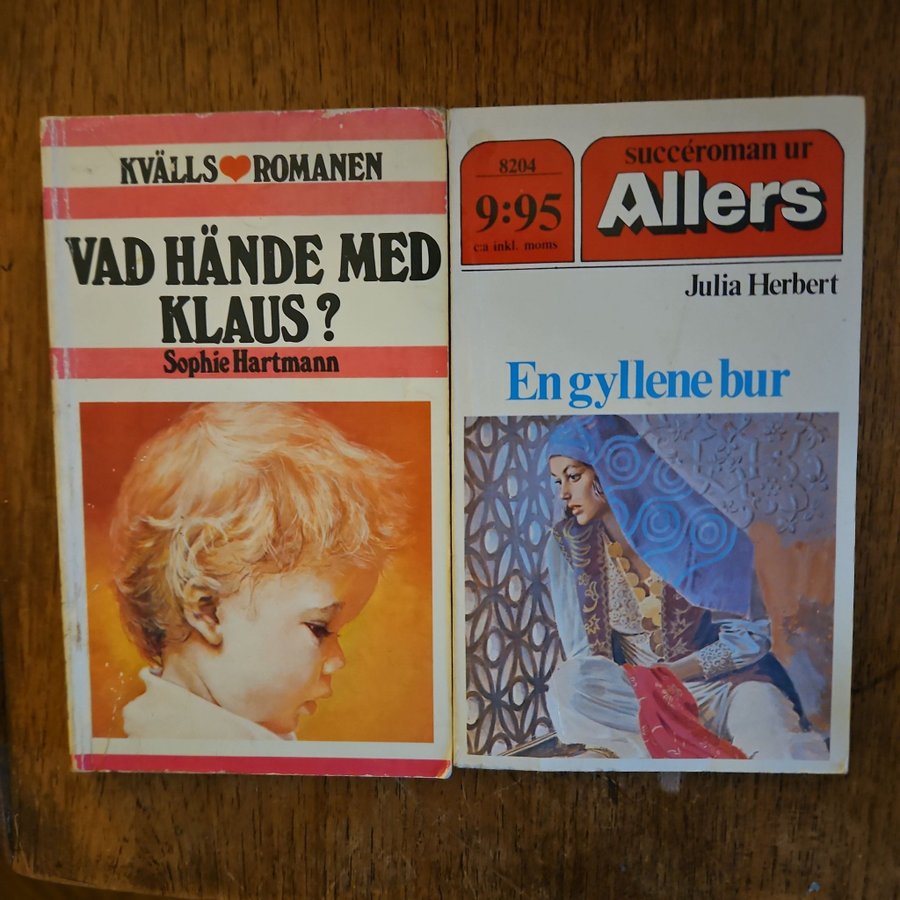 KVÄLLS ROMANEN
VAD HÄNDE MED
KLAUS?
Sophie Hartmann
8204
9:95
c:a inkl. moms
succéroman ur
Allers
Julia Herbert
En gyllene bur